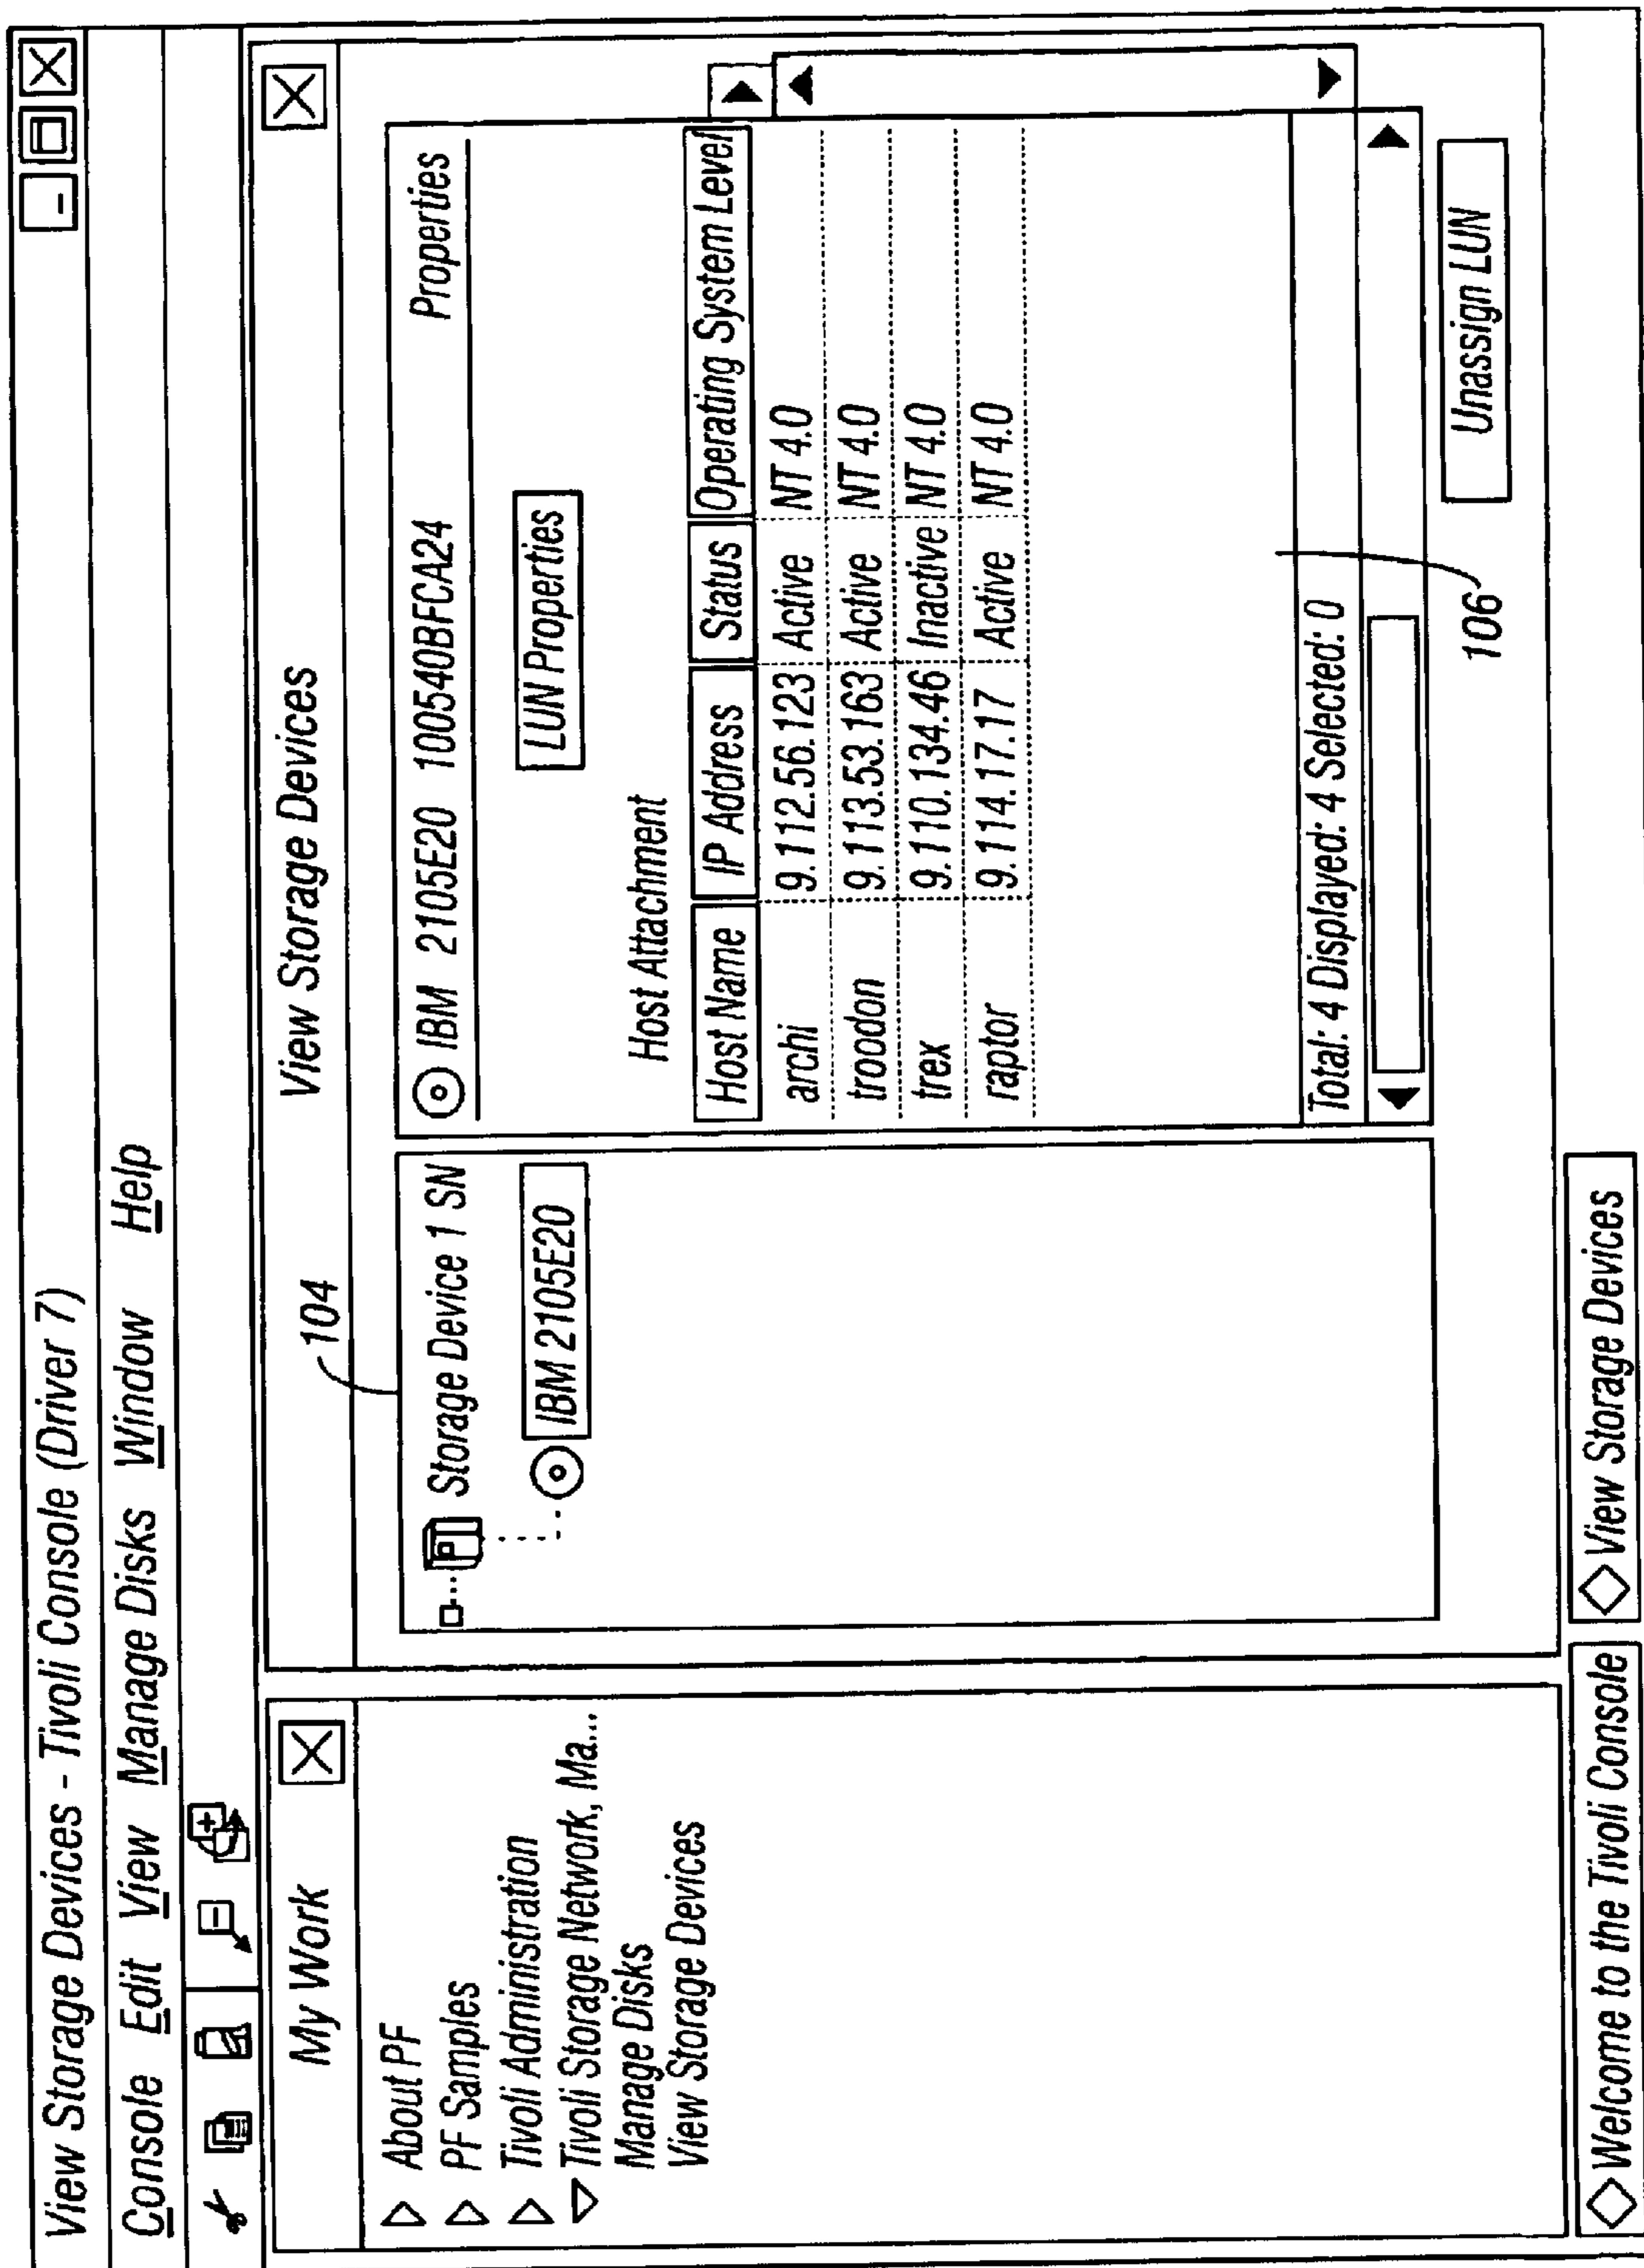 View Storage Devices - Tivoli Console (Driver 7)
Console Edit View Manage Disks Window Help
My Work
About PF
PF Samples
Tivoli Administration
Tivoli Storage Network, Ma...
Manage Disks
View Storage Devices
View Storage Devices
104
Storage Device 1 SN
IBM 2105E20
IBM 2105E20 100540BFCA24 Properties
LUN Properties
Host Attachment
Host Name IP Address Status Operating System Level
archi 9.112.56.123 Active NT 4.0
troodon 9.113.53.163 Active NT 4.0
trex 9.110.134.46 Inactive NT 4.0
raptor 9.114.17.17 Active NT 4.0
Total: 4 Displayed: 4 Selected: 0
106
Unassign LUN
Welcome to the Tivoli Console
View Storage Devices